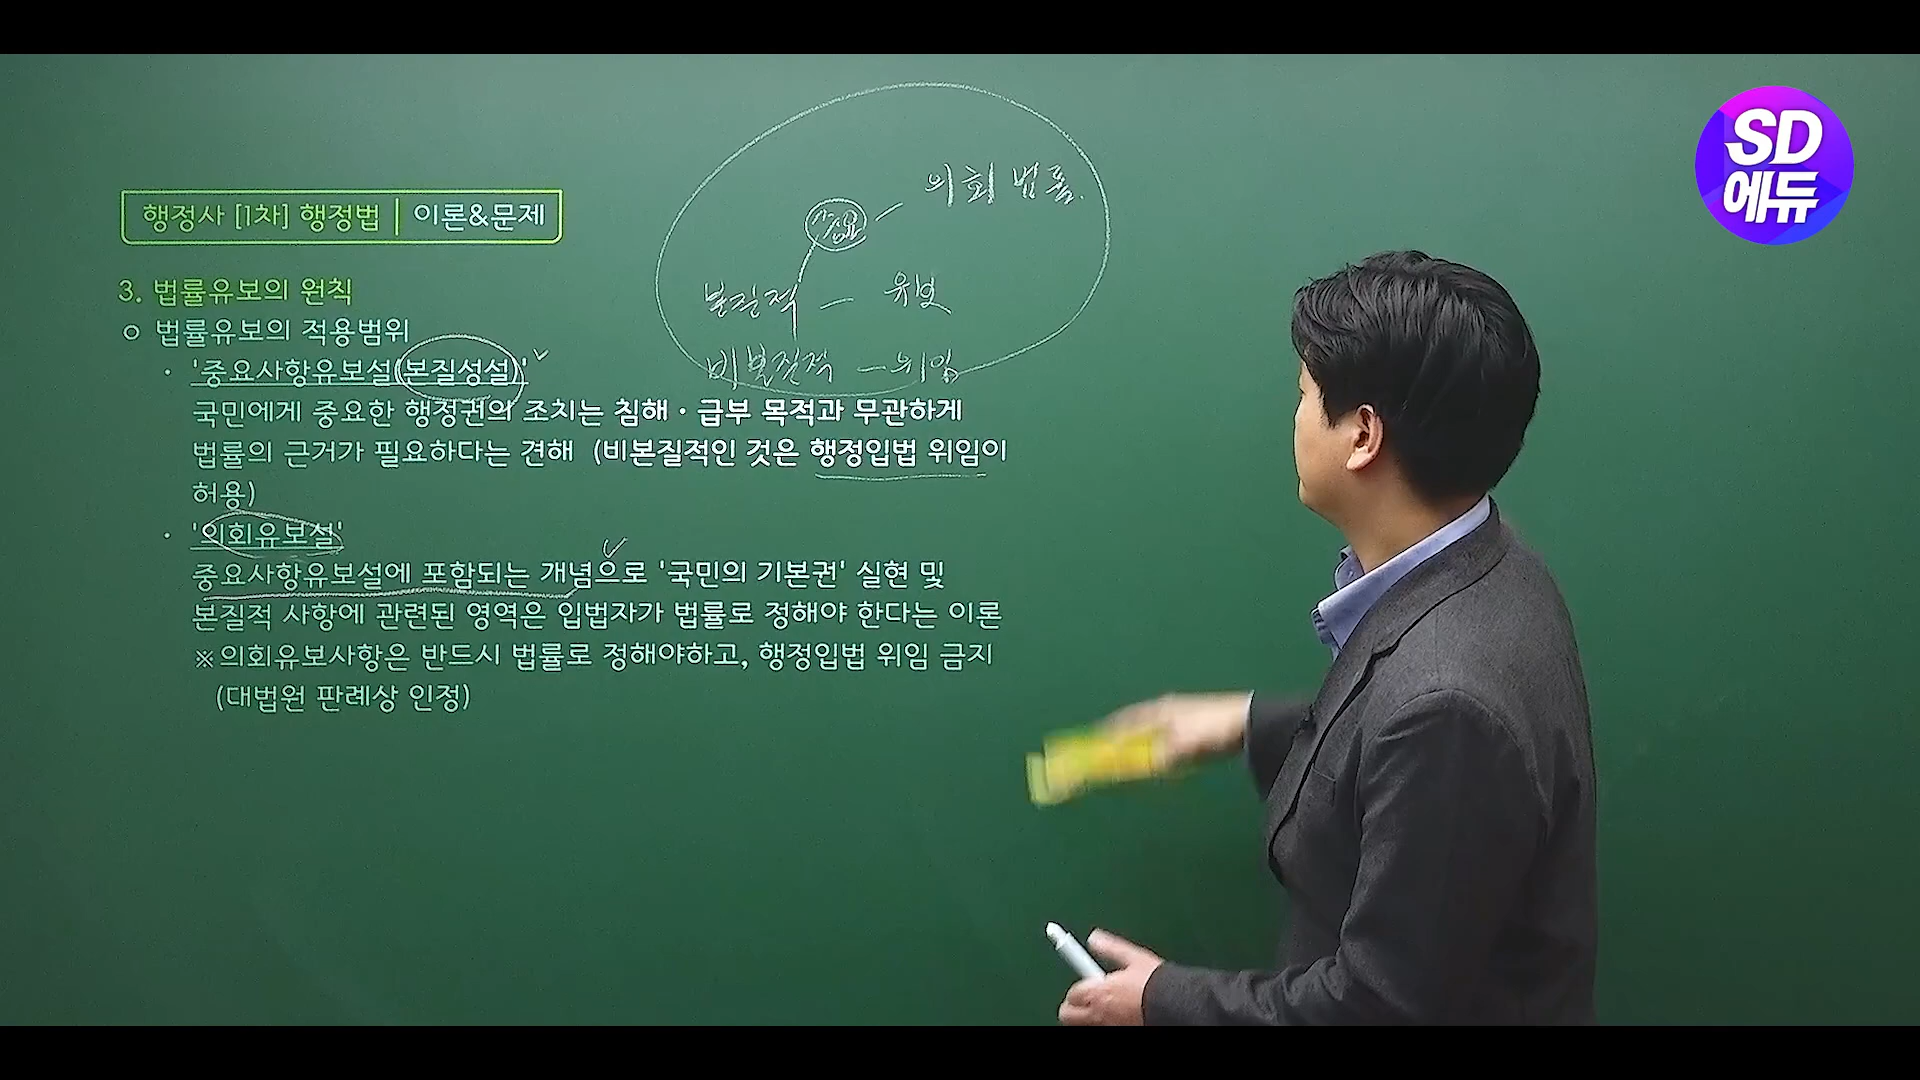 SD
에듀
행정사 [1차] 행정법 | 이론&문제
의회 법률.
중요
본질적 — 유보
비본질적 — 위임
3. 법률유보의 원칙
○ 법률유보의 적용범위
· '중요사항유보설(본질성설)'
국민에게 중요한 행정권의 조치는 침해 · 급부 목적과 무관하게
법률의 근거가 필요하다는 견해 (비본질적인 것은 행정입법 위임이
허용)
· '의회유보설'
중요사항유보설에 포함되는 개념으로 '국민의 기본권' 실현 및
본질적 사항에 관련된 영역은 입법자가 법률로 정해야 한다는 이론
※의회유보사항은 반드시 법률로 정해야하고, 행정입법 위임 금지
(대법원 판례상 인정)